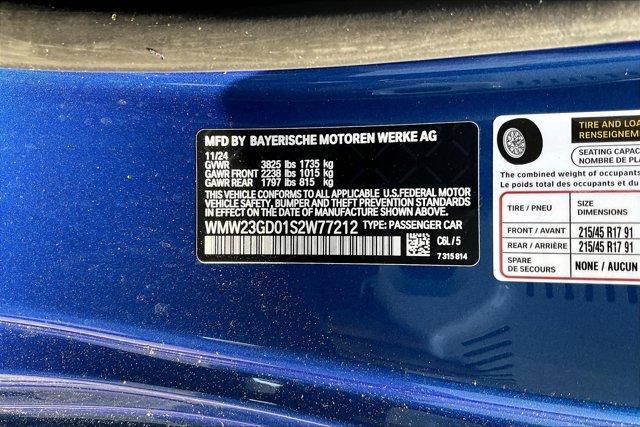 MFD BY BAYERISCHE MOTOREN WERKE AG
11/24
GVWR 3825 lbs 1735 kg
GAWR FRONT 2238 lbs 1015 kg
GAWR REAR 1797 lbs 815 kg
THIS VEHICLE CONFORMS TO ALL APPLICABLE U.S.FEDERAL MOTOR
VEHICLE SAFETY, BUMPER AND THEFT PREVENTION STANDARDS
IN EFFECT ON THE DATE OF MANUFACTURE SHOWN ABOVE.
WMW23GD01S2W77212 TYPE: PASSENGER CAR
C6L / 5
7 315 814
TIRE AND LOA
RENSEIGNEME
SEATING CAPAC
NOMBRE DE PLA
The combined weight of occupants
Le poids total des occupants et du
TIRE / PNEU SIZE
DIMENSIONS
FRONT / AVANT 215/45 R17 91
REAR / ARRIÈRE 215/45 R17 91
SPARE
DE SECOURS NONE / AUCUN